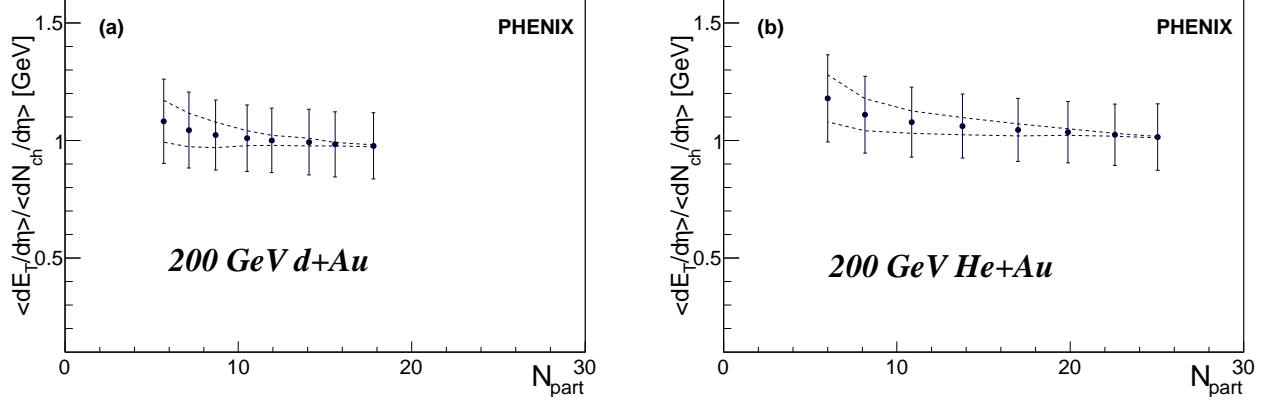 (a)
PHENIX
<dE_T/dη>/<dN_ch/dη> [GeV]
1.5
1
0.5
200 GeV d+Au
0
10
20
30
N_part
(b)
PHENIX
<dE_T/dη>/<dN_ch/dη> [GeV]
1.5
1
0.5
200 GeV He+Au
0
10
20
30
N_part